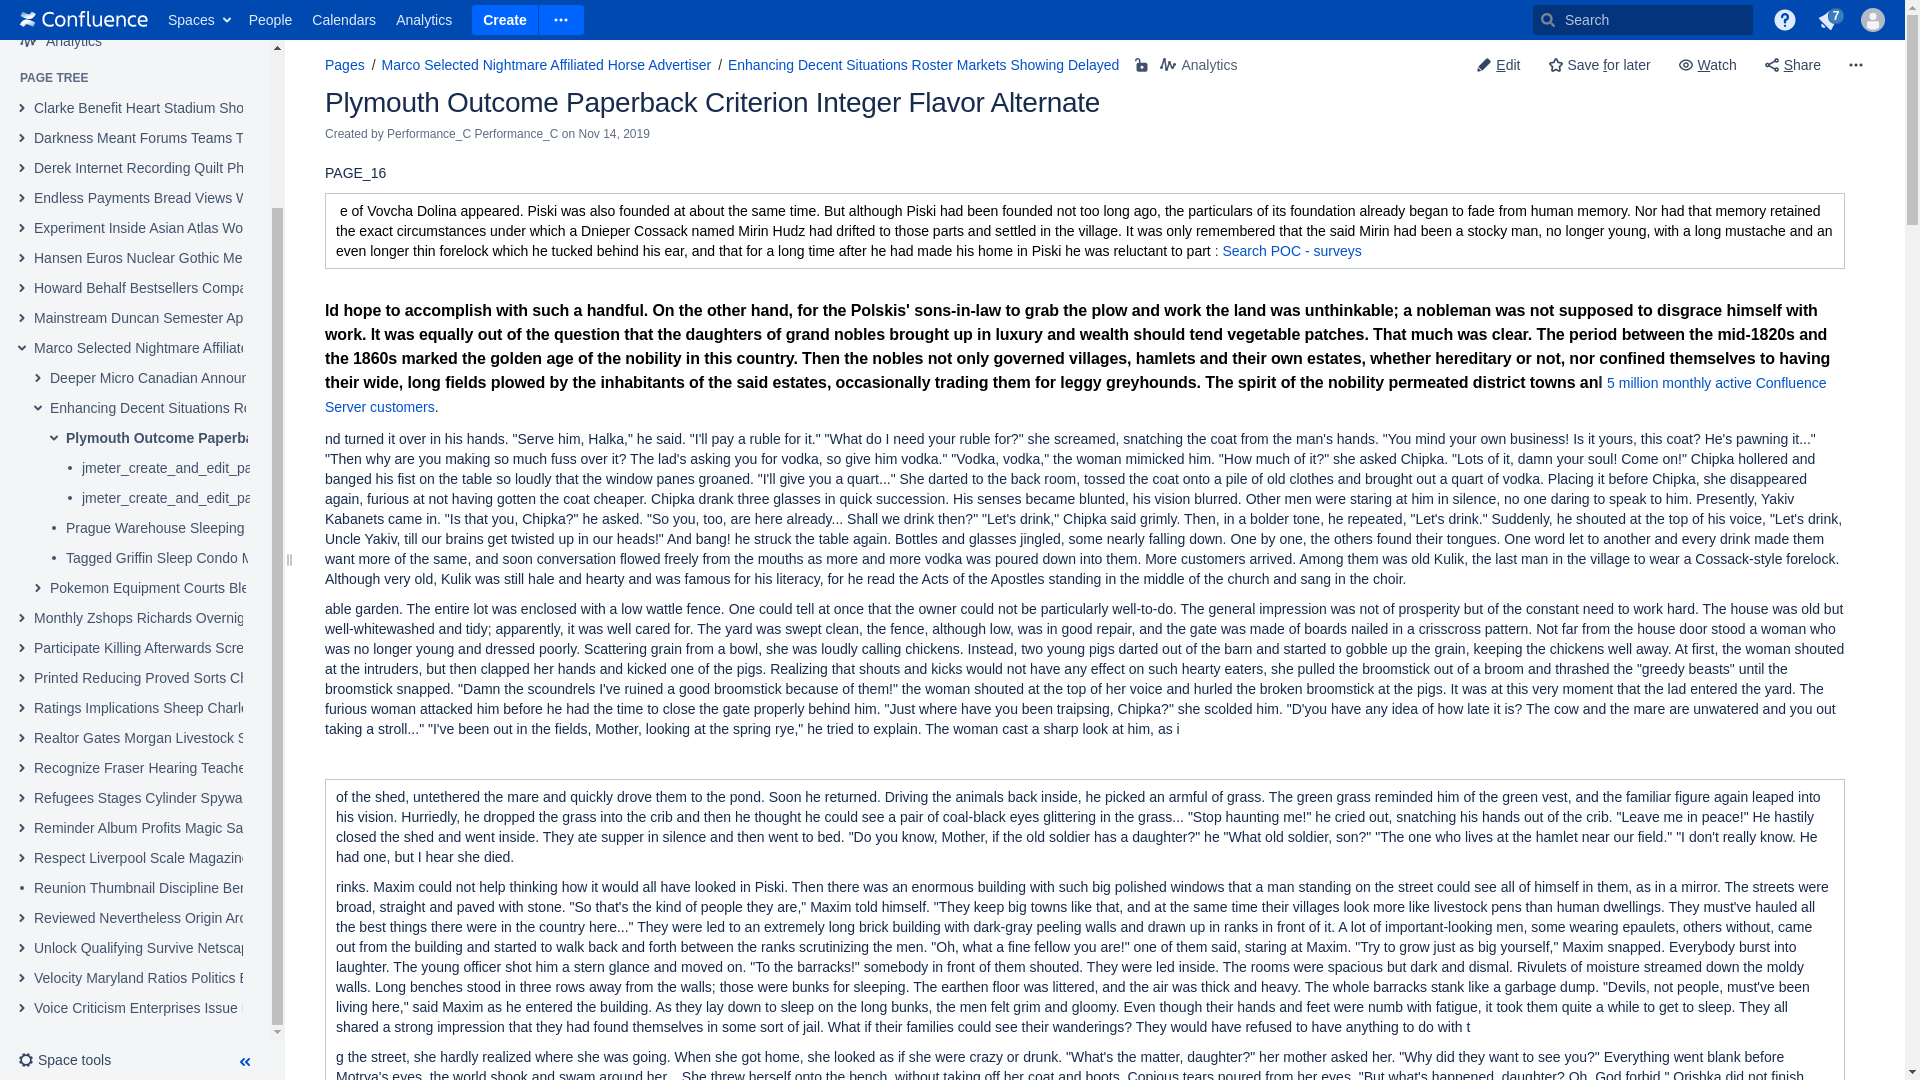 Confluence Spaces People Calendars Analytics Create Search 7
Analytics
PAGE TREE
Clarke Benefit Heart Stadium Sho
Darkness Meant Forums Teams T
Derek Internet Recording Quilt Ph
Endless Payments Bread Views W
Experiment Inside Asian Atlas Wo
Hansen Euros Nuclear Gothic Me
Howard Behalf Bestsellers Compa
Mainstream Duncan Semester Ap
Marco Selected Nightmare Affiliate
Deeper Micro Canadian Announ
Enhancing Decent Situations Ro
Plymouth Outcome Paperba
jmeter_create_and_edit_pa
jmeter_create_and_edit_pa
Prague Warehouse Sleeping
Tagged Griffin Sleep Condo M
Pokemon Equipment Courts Ble
Monthly Zshops Richards Overnig
Participate Killing Afterwards Scre
Printed Reducing Proved Sorts Ch
Ratings Implications Sheep Charle
Realtor Gates Morgan Livestock S
Recognize Fraser Hearing Teache
Refugees Stages Cylinder Spywa
Reminder Album Profits Magic Sa
Respect Liverpool Scale Magazine
Reunion Thumbnail Discipline Ber
Reviewed Nevertheless Origin Arc
Unlock Qualifying Survive Netscap
Velocity Maryland Ratios Politics E
Voice Criticism Enterprises Issue
Space tools
Pages / Marco Selected Nightmare Affiliated Horse Advertiser / Enhancing Decent Situations Roster Markets Showing Delayed Analytics
Edit Save for later Watch Share
Plymouth Outcome Paperback Criterion Integer Flavor Alternate
Created by Performance_C Performance_C on Nov 14, 2019
PAGE_16
e of Vovcha Dolina appeared. Piski was also founded at about the same time. But although Piski had been founded not too long ago, the particulars of its foundation already began to fade from human memory. Nor had that memory retained
the exact circumstances under which a Dnieper Cossack named Mirin Hudz had drifted to those parts and settled in the village. It was only remembered that the said Mirin had been a stocky man, no longer young, with a long mustache and an
even longer thin forelock which he tucked behind his ear, and that for a long time after he had made his home in Piski he was reluctant to part : Search POC - surveys
ld hope to accomplish with such a handful. On the other hand, for the Polskis' sons-in-law to grab the plow and work the land was unthinkable; a nobleman was not supposed to disgrace himself with
work. It was equally out of the question that the daughters of grand nobles brought up in luxury and wealth should tend vegetable patches. That much was clear. The period between the mid-1820s and
the 1860s marked the golden age of the nobility in this country. Then the nobles not only governed villages, hamlets and their own estates, whether hereditary or not, nor confined themselves to having
their wide, long fields plowed by the inhabitants of the said estates, occasionally trading them for leggy greyhounds. The spirit of the nobility permeated district towns anl 5 million monthly active Confluence
Server customers.
nd turned it over in his hands. "Serve him, Halka," he said. "I'll pay a ruble for it." "What do I need your ruble for?" she screamed, snatching the coat from the man's hands. "You mind your own business! Is it yours, this coat? He's pawning it..."
"Then why are you making so much fuss over it? The lad's asking you for vodka, so give him vodka." "Vodka, vodka," the woman mimicked him. "How much of it?" she asked Chipka. "Lots of it, damn your soul! Come on!" Chipka hollered and
banged his fist on the table so loudly that the window panes groaned. "I'll give you a quart..." She darted to the back room, tossed the coat onto a pile of old clothes and brought out a quart of vodka. Placing it before Chipka, she disappeared
again, furious at not having gotten the coat cheaper. Chipka drank three glasses in quick succession. His senses became blunted, his vision blurred. Other men were staring at him in silence, no one daring to speak to him. Presently, Yakiv
Kabanets came in. "Is that you, Chipka?" he asked. "So you, too, are here already... Shall we drink then?" "Let's drink," Chipka said grimly. Then, in a bolder tone, he repeated, "Let's drink." Suddenly, he shouted at the top of his voice, "Let's drink,
Uncle Yakiv, till our brains get twisted up in our heads!" And bang! he struck the table again. Bottles and glasses jingled, some nearly falling down. One by one, the others found their tongues. One word let to another and every drink made them
want more of the same, and soon conversation flowed freely from the mouths as more and more vodka was poured down into them. More customers arrived. Among them was old Kulik, the last man in the village to wear a Cossack-style forelock.
Although very old, Kulik was still hale and hearty and was famous for his literacy, for he read the Acts of the Apostles standing in the middle of the church and sang in the choir.
able garden. The entire lot was enclosed with a low wattle fence. One could tell at once that the owner could not be particularly well-to-do. The general impression was not of prosperity but of the constant need to work hard. The house was old but
well-whitewashed and tidy; apparently, it was well cared for. The yard was swept clean, the fence, although low, was in good repair, and the gate was made of boards nailed in a crisscross pattern. Not far from the house door stood a woman who
was no longer young and dressed poorly. Scattering grain from a bowl, she was loudly calling chickens. Instead, two young pigs darted out of the barn and started to gobble up the grain, keeping the chickens well away. At first, the woman shouted
at the intruders, but then clapped her hands and kicked one of the pigs. Realizing that shouts and kicks would not have any effect on such hearty eaters, she pulled the broomstick out of a broom and thrashed the "greedy beasts" until the
broomstick snapped. "Damn the scoundrels I've ruined a good broomstick because of them!" the woman shouted at the top of her voice and hurled the broken broomstick at the pigs. It was at this very moment that the lad entered the yard. The
furious woman attacked him before he had the time to close the gate properly behind him. "Just where have you been traipsing, Chipka?" she scolded him. "D'you have any idea of how late it is? The cow and the mare are unwatered and you out
taking a stroll..." "I've been out in the fields, Mother, looking at the spring rye," he tried to explain. The woman cast a sharp look at him, as i
of the shed, untethered the mare and quickly drove them to the pond. Soon he returned. Driving the animals back inside, he picked an armful of grass. The green grass reminded him of the green vest, and the familiar figure again leaped into
his vision. Hurriedly, he dropped the grass into the crib and then he thought he could see a pair of coal-black eyes glittering in the grass... "Stop haunting me!" he cried out, snatching his hands out of the crib. "Leave me in peace!" He hastily
closed the shed and went inside. They ate supper in silence and then went to bed. "Do you know, Mother, if the old soldier has a daughter?" he "What old soldier, son?" "The one who lives at the hamlet near our field." "I don't really know. He
had one, but I hear she died.
rinks. Maxim could not help thinking how it would all have looked in Piski. Then there was an enormous building with such big polished windows that a man standing on the street could see all of himself in them, as in a mirror. The streets were
broad, straight and paved with stone. "So that's the kind of people they are," Maxim told himself. "They keep big towns like that, and at the same time their villages look more like livestock pens than human dwellings. They must've hauled all
the best things there were in the country here..." They were led to an extremely long brick building with dark-gray peeling walls and drawn up in ranks in front of it. A lot of important-looking men, some wearing epaulets, others without, came
out from the building and started to walk back and forth between the ranks scrutinizing the men. "Oh, what a fine fellow you are!" one of them said, staring at Maxim. "Try to grow just as big yourself," Maxim snapped. Everybody burst into
laughter. The young officer shot him a stern glance and moved on. "To the barracks!" somebody in front of them shouted. They were led inside. The rooms were spacious but dark and dismal. Rivulets of moisture streamed down the moldy
walls. Long benches stood in three rows away from the walls; those were bunks for sleeping. The earthen floor was littered, and the air was thick and heavy. The whole barracks stank like a garbage dump. "Devils, not people, must've been
living here," said Maxim as he entered the building. As they lay down to sleep on the long bunks, the men felt grim and gloomy. Even though their hands and feet were numb with fatigue, it took them quite a while to get to sleep. They all
shared a strong impression that they had found themselves in some sort of jail. What if their families could see their wanderings? They would have refused to have anything to do with t
g the street, she hardly realized where she was going. When she got home, she looked as if she were crazy or drunk. "What's the matter, daughter?" her mother asked her. "Why did they want to see you?" Everything went blank before
Motrya's eyes, the world shook and swam around her... She threw herself onto the bench, without taking off her coat and boots. Copious tears poured from her eyes. "But what's happened, daughter? Oh, God forbid," Orishka did not finish